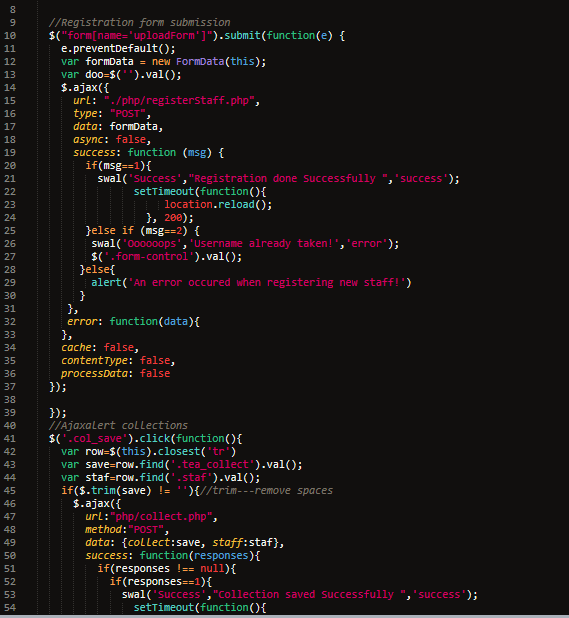 8
9 //Registration form submission
10 $("form[name='uploadForm']").submit(function(e) {
11 e.preventDefault();
12 var formData = new FormData(this);
13 var doo=$('').val();
14 $.ajax({
15 url: "./php/registerStaff.php",
16 type: "POST",
17 data: formData,
18 async: false,
19 success: function (msg) {
20 if(msg==1){
21 swal('Success',"Registration done Successfully ",'success');
22 setTimeout(function(){
23 location.reload();
24 }, 200);
25 }else if (msg==2) {
26 swal('Oooooops','Username already taken!','error');
27 $('.form-control').val();
28 }else{
29 alert('An error occured when registering new staff!')
30 }
31 },
32 error: function(data){
33 },
34 cache: false,
35 contentType: false,
36 processData: false
37 });
38
39 });
40 //Ajaxalert collections
41 $('.col_save').click(function(){
42 var row=$(this).closest('tr')
43 var save=row.find('.tea_collect').val();
44 var staf=row.find('.staf').val();
45 if($.trim(save) != ''){//trim---remove spaces
46 $.ajax({
47 url:"php/collect.php",
48 method:"POST",
49 data: {collect:save, staff:staf},
50 success: function(responses){
51 if(responses !== null){
52 if(responses==1){
53 swal('Success',"Collection saved Successfully ",'success');
54 setTimeout(function(){